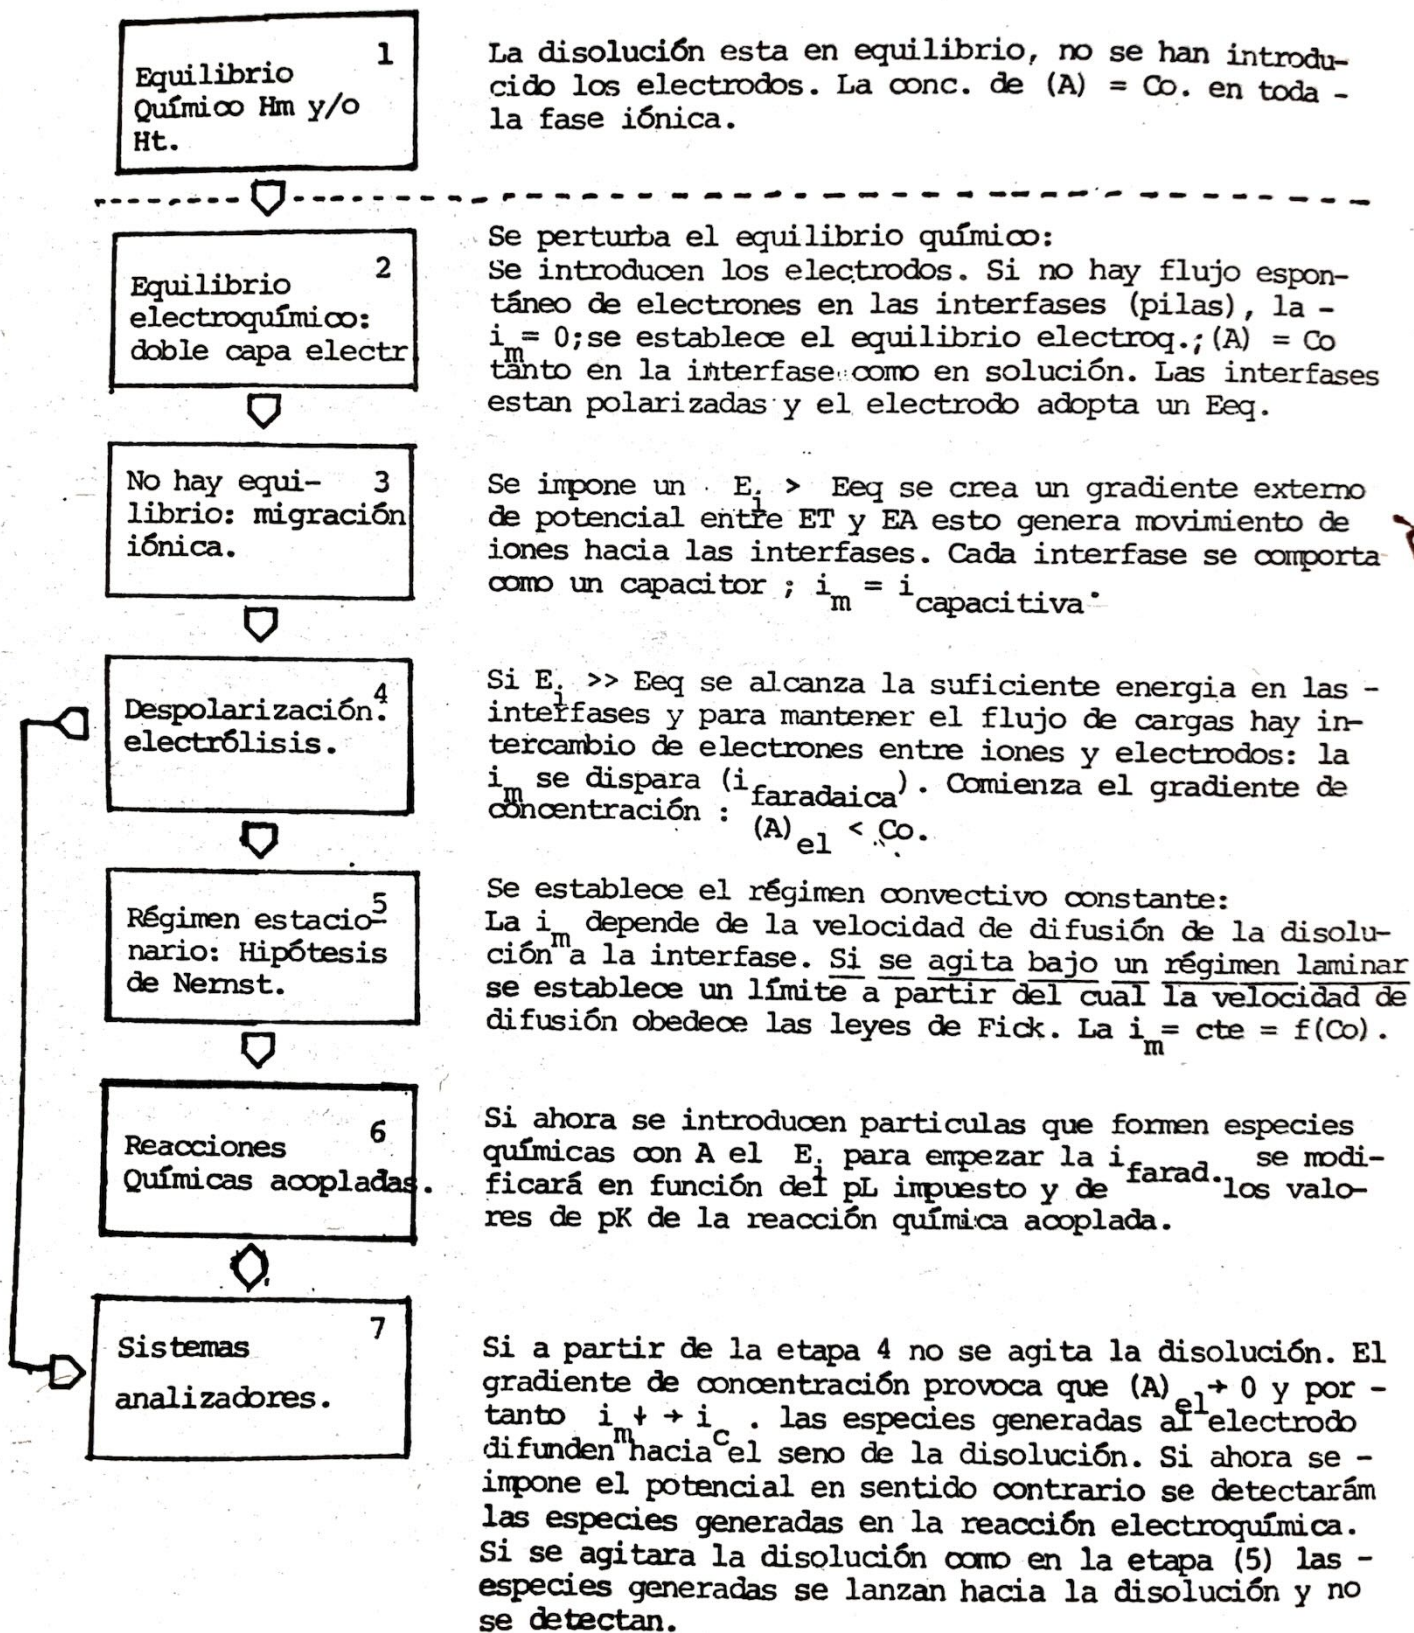 1
Equilibrio
Químico Hm y/o
Ht.
La disolución esta en equilibrio, no se han introdu-
cido los electrodos. La conc. de (A) = Co. en toda -
la fase iónica.
2
Equilibrio
electroquímico:
doble capa electr
Se perturba el equilibrio químico:
Se introducen los electrodos. Si no hay flujo espon-
táneo de electrones en las interfases (pilas), la -
i_m = 0; se establece el equilibrio electroq.; (A) = Co
tanto en la interfase como en solución. Las interfases
estan polarizadas y el electrodo adopta un Eeq.
No hay equi- 3
librio: migración
iónica.
Se impone un E_i > Eeq se crea un gradiente externo
de potencial entre ET y EA esto genera movimiento de
iones hacia las interfases. Cada interfase se comporta
como un capacitor ; i_m = i_capacitiva.
4
Despolarización:
electrólisis.
Si E_i >> Eeq se alcanza la suficiente energia en las -
interfases y para mantener el flujo de cargas hay in-
tercambio de electrones entre iones y electrodos: la
i_m se dispara (i_faradaica). Comienza el gradiente de
concentración : (A)_el < Co.
5
Régimen estacio-
nario: Hipótesis
de Nernst.
Se establece el régimen convectivo constante:
La i_m depende de la velocidad de difusión de la disolu-
ción a la interfase. Si se agita bajo un régimen laminar
se establece un límite a partir del cual la velocidad de
difusión obedece las leyes de Fick. La i_m = cte = f(Co).
6
Reacciones
Químicas acopladas.
Si ahora se introducen particulas que formen especies
químicas con A el E_i para empezar la i_farad. se modi-
ficará en función del pL impuesto y de los valo-
res de pK de la reacción química acoplada.
7
Sistemas
analizadores.
Si a partir de la etapa 4 no se agita la disolución. El
gradiente de concentración provoca que (A)_el → 0 y por -
tanto i_m ↓ → i_c . las especies generadas al electrodo
difunden hacia el seno de la disolución. Si ahora se -
impone el potencial en sentido contrario se detectarám
las especies generadas en la reacción electroquímica.
Si se agitara la disolución como en la etapa (5) las -
especies generadas se lanzan hacia la disolución y no
se detectan.